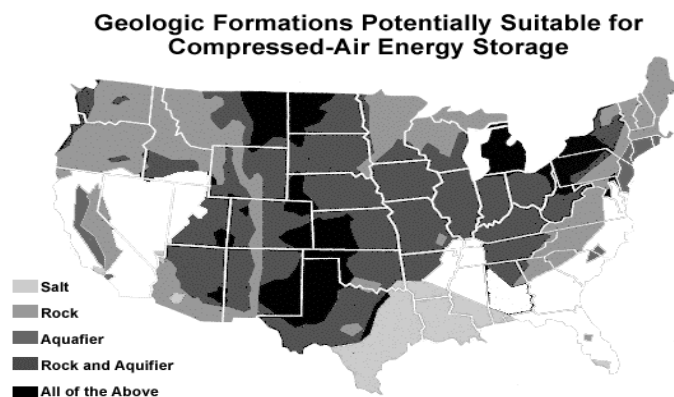 Geologic Formations Potentially Suitable for
Compressed-Air Energy Storage
Salt
Rock
Aquafier
Rock and Aquifier
All of the Above